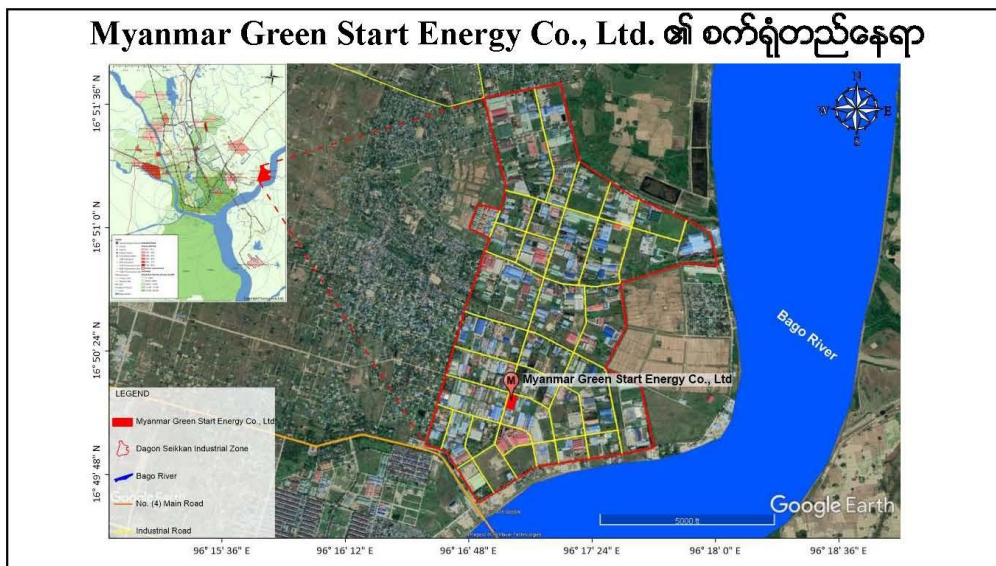 Myanmar Green Start Energy Co., Ltd. ၏ စက်ရုံတည်နေရာ
16° 51' 36" N
16° 51' 0" N
16° 50' 24" N
16° 49' 48" N
N
W
E
S
Bago River
M
Myanmar Green Start Energy Co., Ltd
LEGEND
Myanmar Green Start Energy Co., Ltd
Dagon Seikkan Industrial Zone
Bago River
No. (4) Main Road
Industrial Road
Google Earth
5000 ft
96° 15' 36" E
96° 16' 12" E
96° 16' 48" E
96° 17' 24" E
96° 18' 0" E
96° 18' 36" E